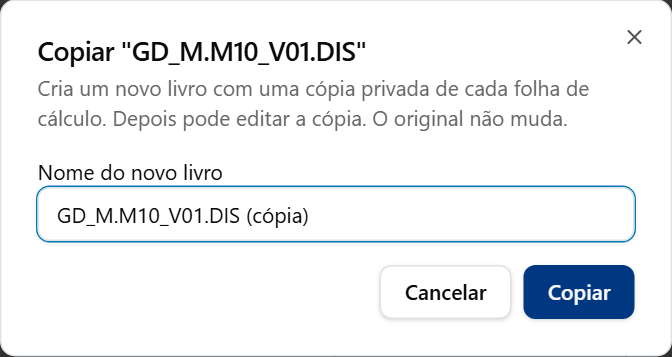 Copiar "GD_M.M10_V01.DIS"
Cria um novo livro com uma cópia privada de cada folha de
cálculo. Depois pode editar a cópia. O original não muda.
Nome do novo livro
GD_M.M10_V01.DIS (cópia)
Cancelar
Copiar